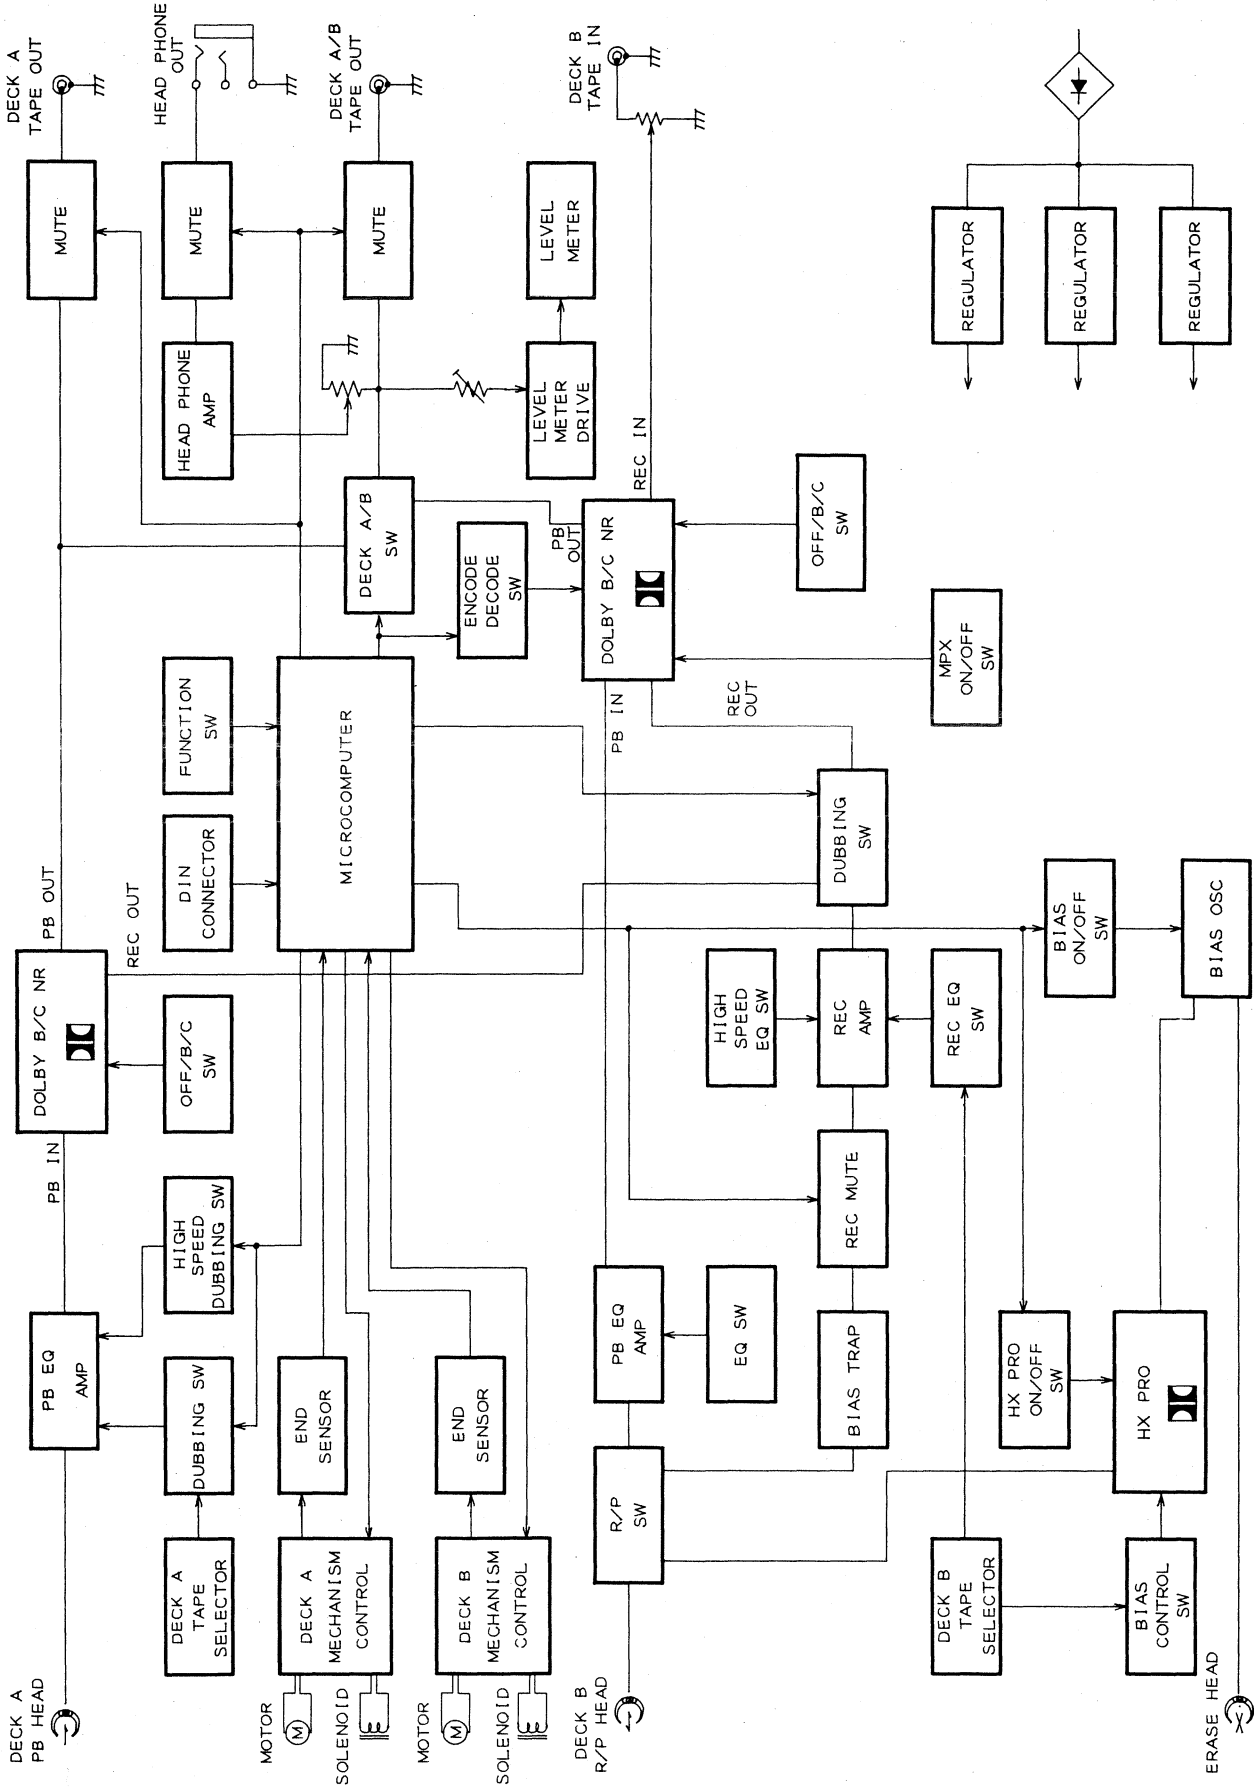 DECK A
PB HEAD
PB EQ
AMP
PB IN
DOLBY B/C NR
PB OUT
REC OUT
MUTE
DECK A
TAPE OUT
DECK A
TAPE
SELECTOR
DUBBING SW
HIGH
SPEED
DUBBING SW
OFF/B/C
SW
DIN
CONNECTOR
FUNCTION
SW
HEAD PHONE
AMP
MUTE
HEAD PHONE
OUT
MOTOR
M
SOLENOID
DECK A
MECHANISM
CONTROL
END
SENSOR
MICROCOMPUTER
DECK A/B
SW
MUTE
DECK A/B
TAPE OUT
MOTOR
M
SOLENOID
DECK B
MECHANISM
CONTROL
END
SENSOR
ENCODE
DECODE
SW
LEVEL
METER
DRIVE
LEVEL
METER
DECK B
R/P HEAD
R/P
SW
PB EQ
AMP
PB IN
DOLBY B/C NR
PB
OUT
REC IN
REC
OUT
DECK B
TAPE IN
EQ SW
HIGH
SPEED
EQ SW
BIAS TRAP
REC MUTE
REC
AMP
DUBBING
SW
OFF/B/C
SW
DECK B
TAPE
SELECTOR
REC EQ
SW
MPX
ON/OFF
SW
HX PRO
ON/OFF
SW
BIAS
ON/OFF
SW
BIAS
CONTROL
SW
HX PRO
BIAS OSC
ERASE HEAD
REGULATOR
REGULATOR
REGULATOR